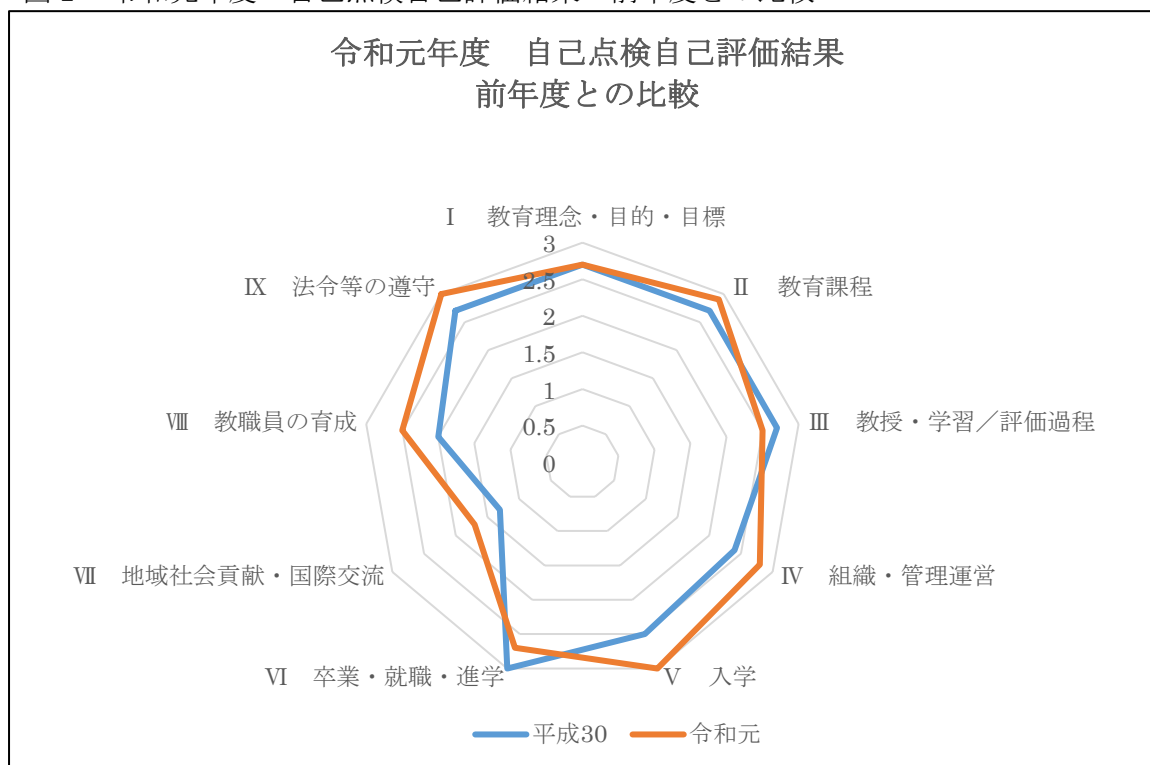 令和元年度　自己点検自己評価結果
前年度との比較
Ⅰ　教育理念・目的・目標
Ⅱ　教育課程
Ⅲ　教授・学習／評価過程
Ⅳ　組織・管理運営
Ⅴ　入学
Ⅵ　卒業・就職・進学
Ⅶ　地域社会貢献・国際交流
Ⅷ　教職員の育成
Ⅸ　法令等の遵守
3
2.5
2
1.5
1
0.5
0
平成30
令和元